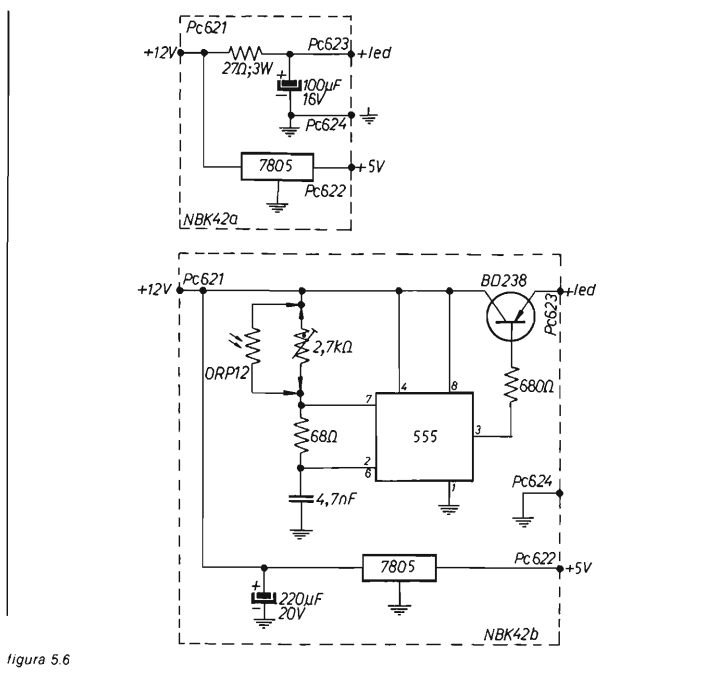 Pc621
+12V
Pc623
+led
27Ω;3W
+
100µF
–
16V
Pc624
7805
+5V
Pc622
NBK42a
+12V
Pc621
BD238
+led
Pc623
ORP12
2,7kΩ
4
8
7
68Ω
555
3
680Ω
2
6
4,7nF
1
Pc624
7805
Pc622
+5V
+
220µF
–
20V
NBK42b
figura 5.6